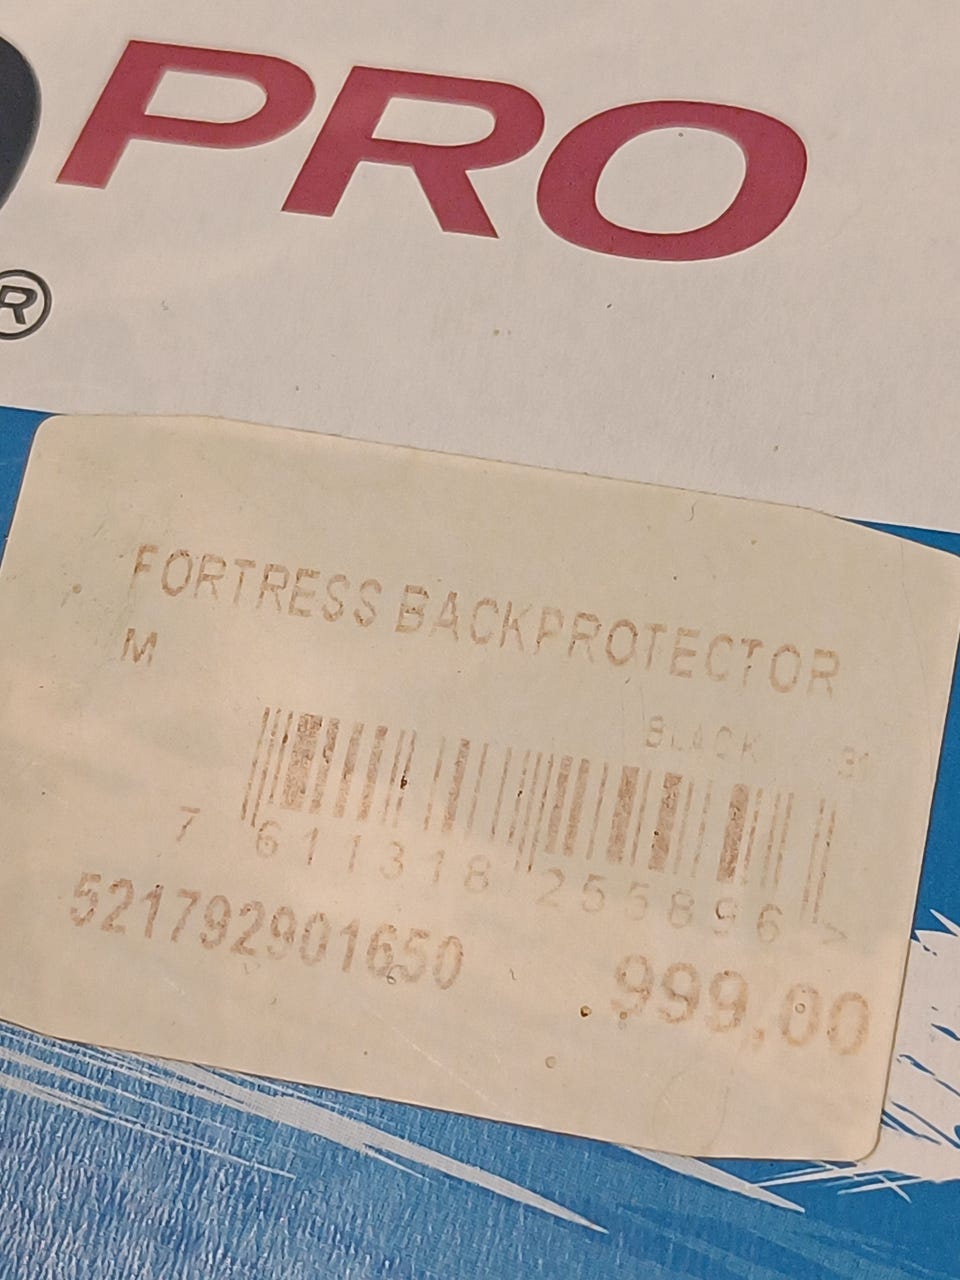 PRO
®
FORTRESS BACKPROTECTOR
M
BLACK
7 611318 255896 >
521792901650
999,00